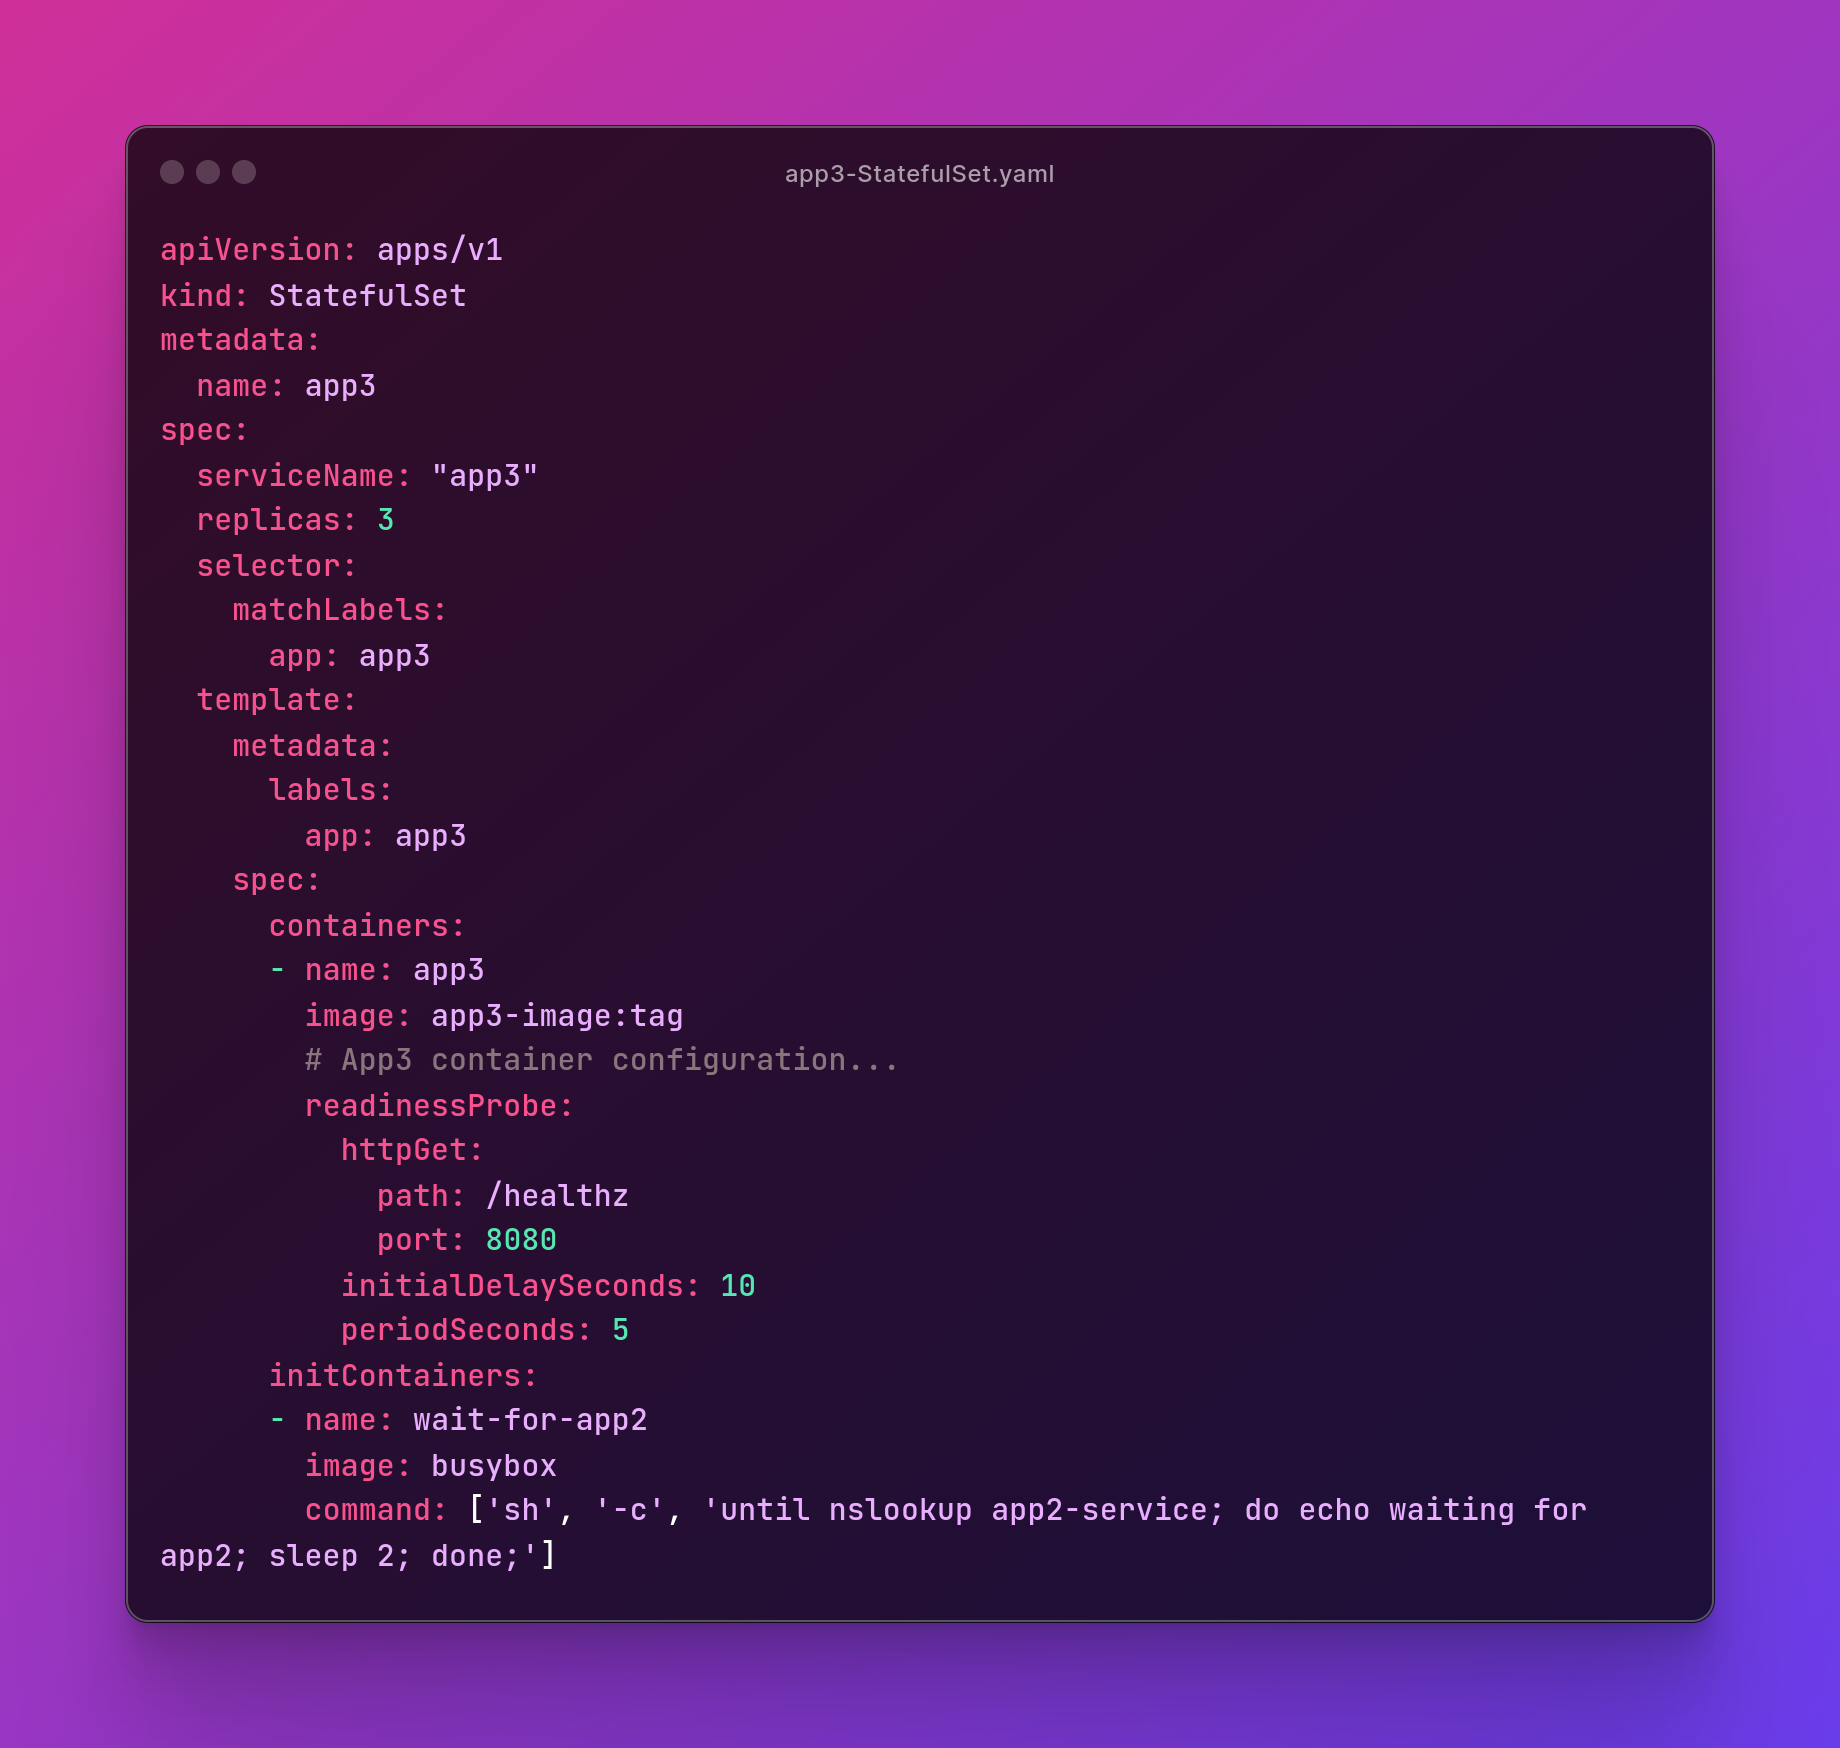 app3-StatefulSet.yaml
apiVersion: apps/v1
kind: StatefulSet
metadata:
  name: app3
spec:
  serviceName: "app3"
  replicas: 3
  selector:
    matchLabels:
      app: app3
  template:
    metadata:
      labels:
        app: app3
    spec:
      containers:
      - name: app3
        image: app3-image:tag
        # App3 container configuration...
        readinessProbe:
          httpGet:
            path: /healthz
            port: 8080
          initialDelaySeconds: 10
          periodSeconds: 5
      initContainers:
      - name: wait-for-app2
        image: busybox
        command: ['sh', '-c', 'until nslookup app2-service; do echo waiting for
app2; sleep 2; done;']